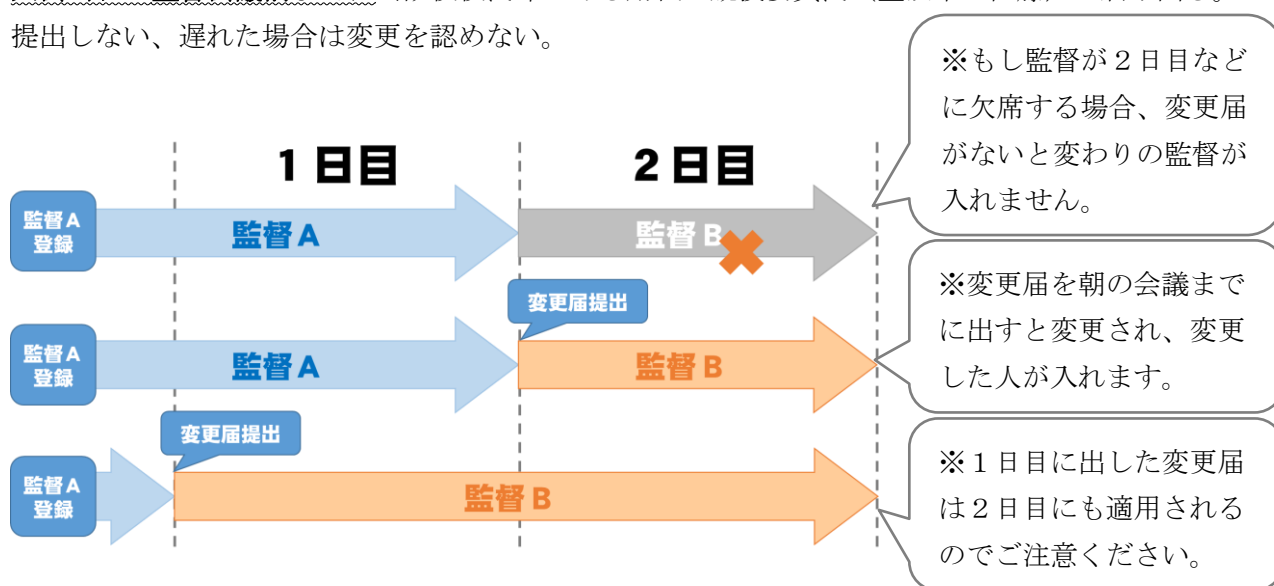 提出しない、遅れた場合は変更を認めない。
※もし監督が２日目など
に欠席する場合、変更届
がないと変わりの監督が
入れません。
1日目
2日目
監督A
登録
監督A
監督B
変更届提出
※変更届を朝の会議まで
に出すと変更され、変更
した人が入れます。
監督A
登録
監督A
監督B
変更届提出
※１日目に出した変更届
は２日目にも適用される
のでご注意ください。
監督A
登録
監督B